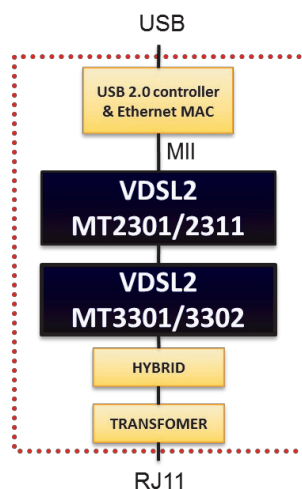 USB
USB 2.0 controller
& Ethernet MAC
MII
VDSL2
MT2301/2311
VDSL2
MT3301/3302
HYBRID
TRANSFOMER
RJ11